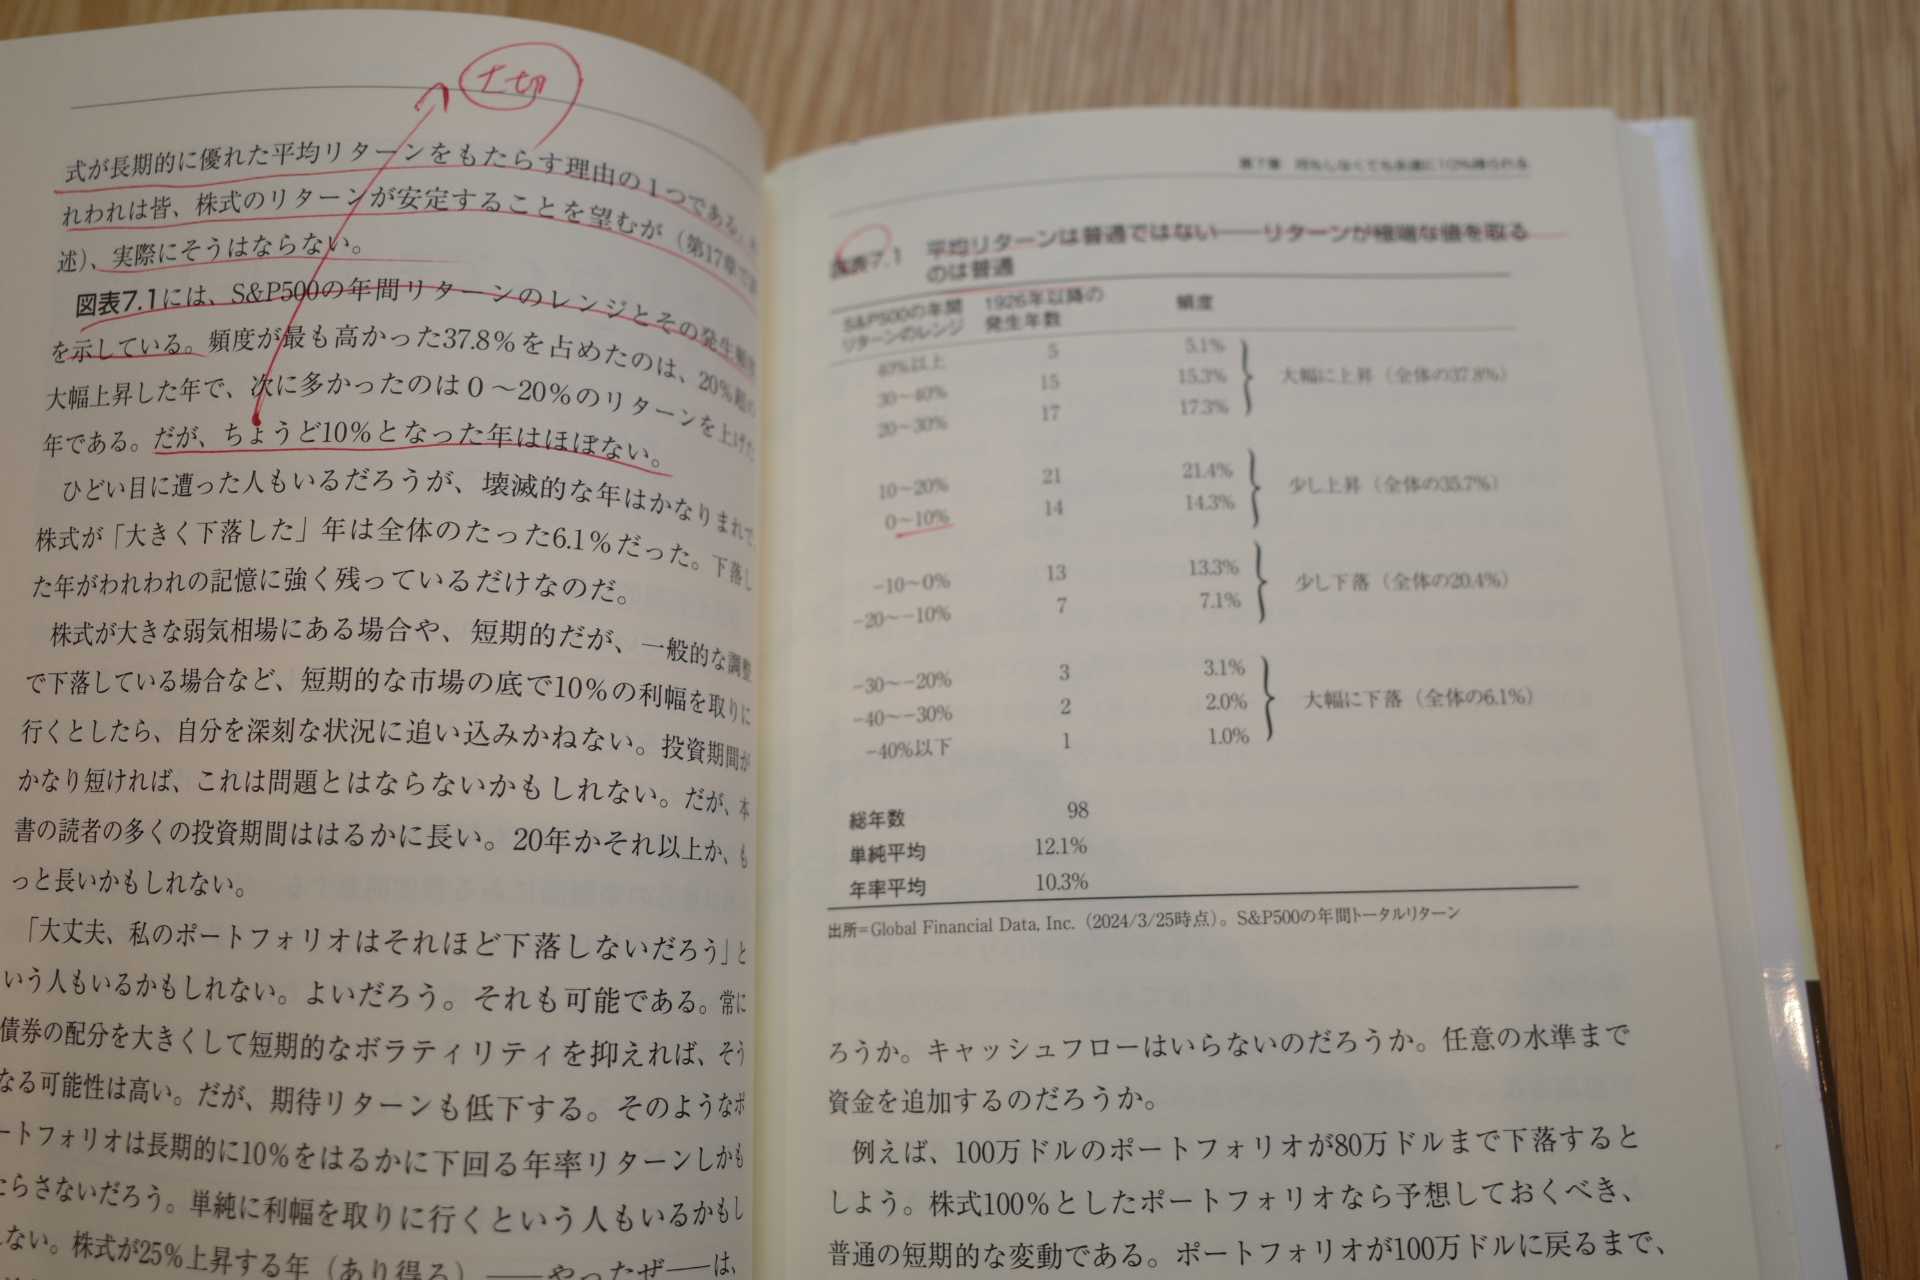 大切
式が長期的に優れた平均リターンをもたらす理由の1つである。
れわれは皆、株式のリターンが安定することを望むが（第17章で
述）、実際にそうはならない。
図表7.1には、S&P500の年間リターンのレンジとその発生
を示している。頻度が最も高かった37.8%を占めたのは、20%
大幅上昇した年で、次に多かったのは0～20%のリターンを上げた
年である。だが、ちょうど10%となった年はほぼない。
ひどい目に遭った人もいるだろうが、壊滅的な年はかなりまれで、
株式が「大きく下落した」年は全体のたった6.1%だった。下落し
た年がわれわれの記憶に強く残っているだけなのだ。
株式が大きな弱気相場にある場合や、短期的だが、一般的な調整
で下落している場合など、短期的な市場の底で10%の利幅を取りに
行くとしたら、自分を深刻な状況に追い込みかねない。投資期間が
かなり短ければ、これは問題とはならないかもしれない。だが、本
書の読者の多くの投資期間ははるかに長い。20年かそれ以上か、も
っと長いかもしれない。
「大丈夫、私のポートフォリオはそれほど下落しないだろう」と
いう人もいるかもしれない。よいだろう。それも可能である。常に
債券の配分を大きくして短期的なボラティリティを抑えれば、そう
なる可能性は高い。だが、期待リターンも低下する。そのようなポ
ートフォリオは長期的に10%をはるかに下回る年率リターンしかも
たらさないだろう。単純に利幅を取りに行くという人もいるかもし
れない。株式が25%上昇する年（あり得る）――やったぜ――は、
第7章 何もしなくても永遠に10%得られる
図表7.1 平均リターンは普通ではない――リターンが極端な値を取る
のは普通
S&P500の年間リターンのレンジ 1926年以降の発生年数 頻度
40%以上 5 5.1%
30～40% 15 15.3% 大幅に上昇（全体の37.8%）
20～30% 17 17.3%
10～20% 21 21.4% 少し上昇（全体の35.7%）
0～10% 14 14.3%
-10～0% 13 13.3% 少し下落（全体の20.4%）
-20～-10% 7 7.1%
-30～-20% 3 3.1%
-40～-30% 2 2.0% 大幅に下落（全体の6.1%）
-40%以下 1 1.0%
総年数 98
単純平均 12.1%
年率平均 10.3%
出所=Global Financial Data, Inc.（2024/3/25時点）。S&P500の年間トータルリターン
ろうか。キャッシュフローはいらないのだろうか。任意の水準まで
資金を追加するのだろうか。
例えば、100万ドルのポートフォリオが80万ドルまで下落すると
しよう。株式100%としたポートフォリオなら予想しておくべき、
普通の短期的な変動である。ポートフォリオが100万ドルに戻るまで、